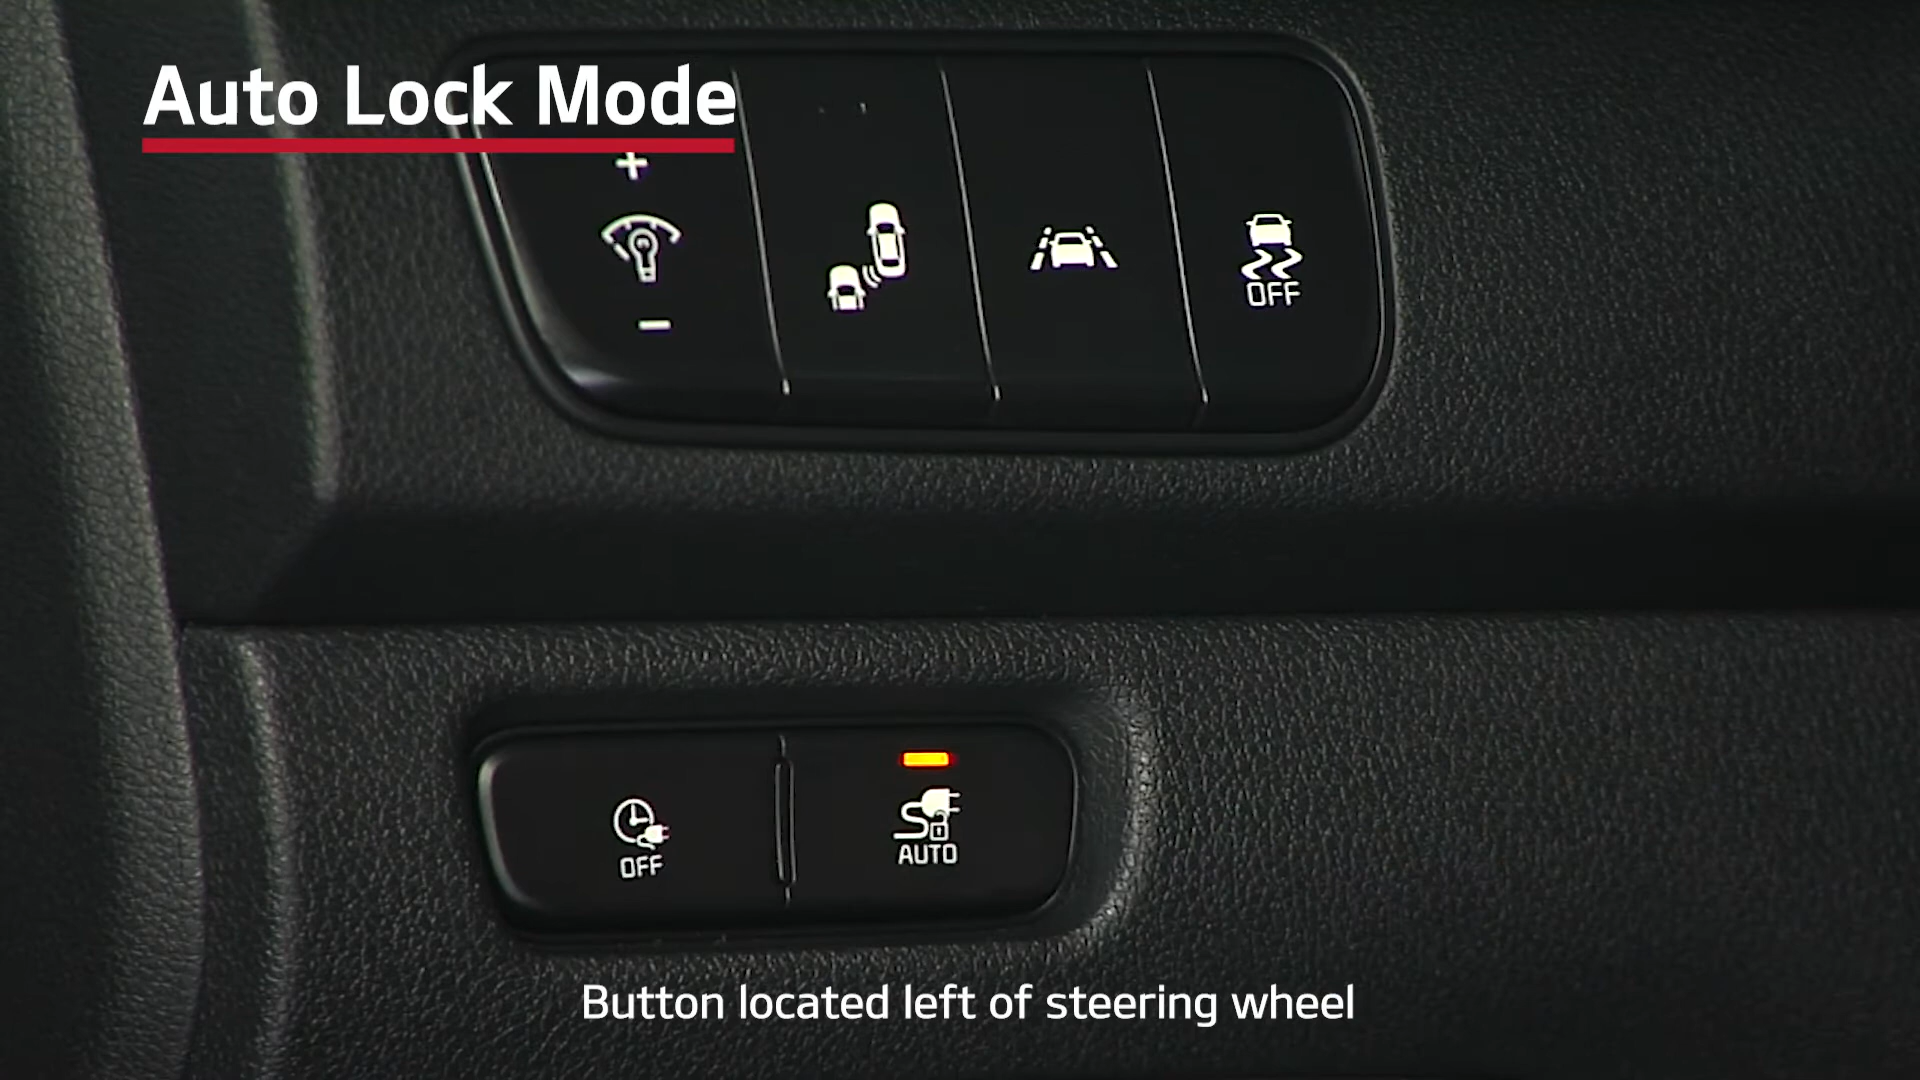 Auto Lock Mode
+
-
OFF
OFF
AUTO
Button located left of steering wheel